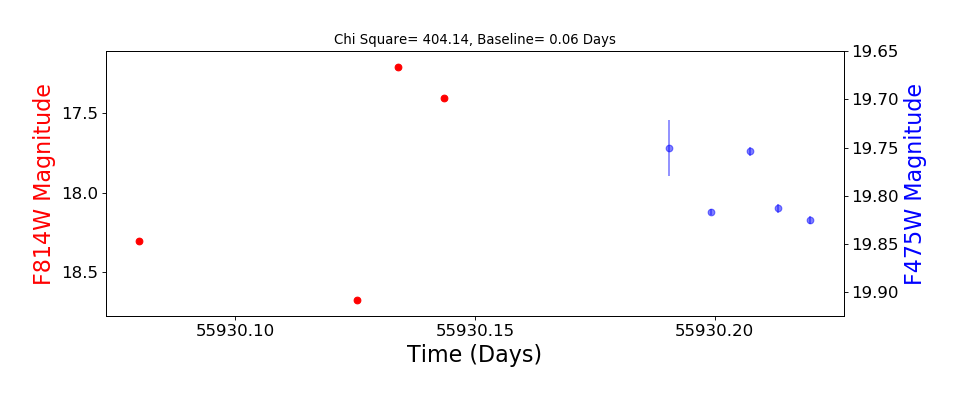 Chi Square= 404.14, Baseline= 0.06 Days
F814W Magnitude
17.5
18.0
18.5
19.65
19.70
19.75
19.80
19.85
19.90
F475W Magnitude
55930.10 55930.15 55930.20
Time (Days)